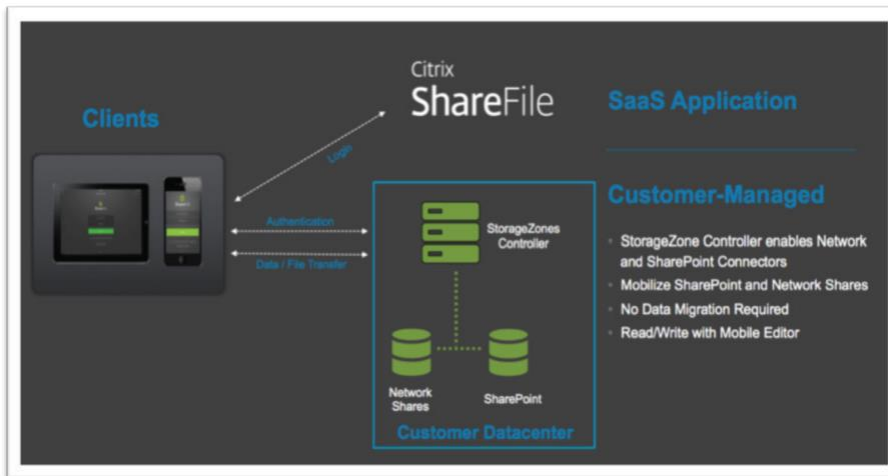 Citrix
ShareFile
SaaS Application
Clients
Login
Customer-Managed
Authentication
Data / File Transfer
StorageZones
Controller
StorageZone Controller enables Network
and SharePoint Connectors
Mobilize SharePoint and Network Shares
No Data Migration Required
Read/Write with Mobile Editor
Network
Shares
SharePoint
Customer Datacenter